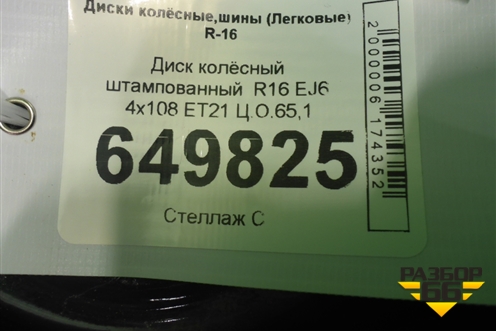 Диски колёсные,шины (Легковые)
R-16
Диск колёсный
штампованный R16 EJ6
4x108 ET21 Ц.О.65,1
649825
Стеллаж С
2000006174352
РАЗБОР
66